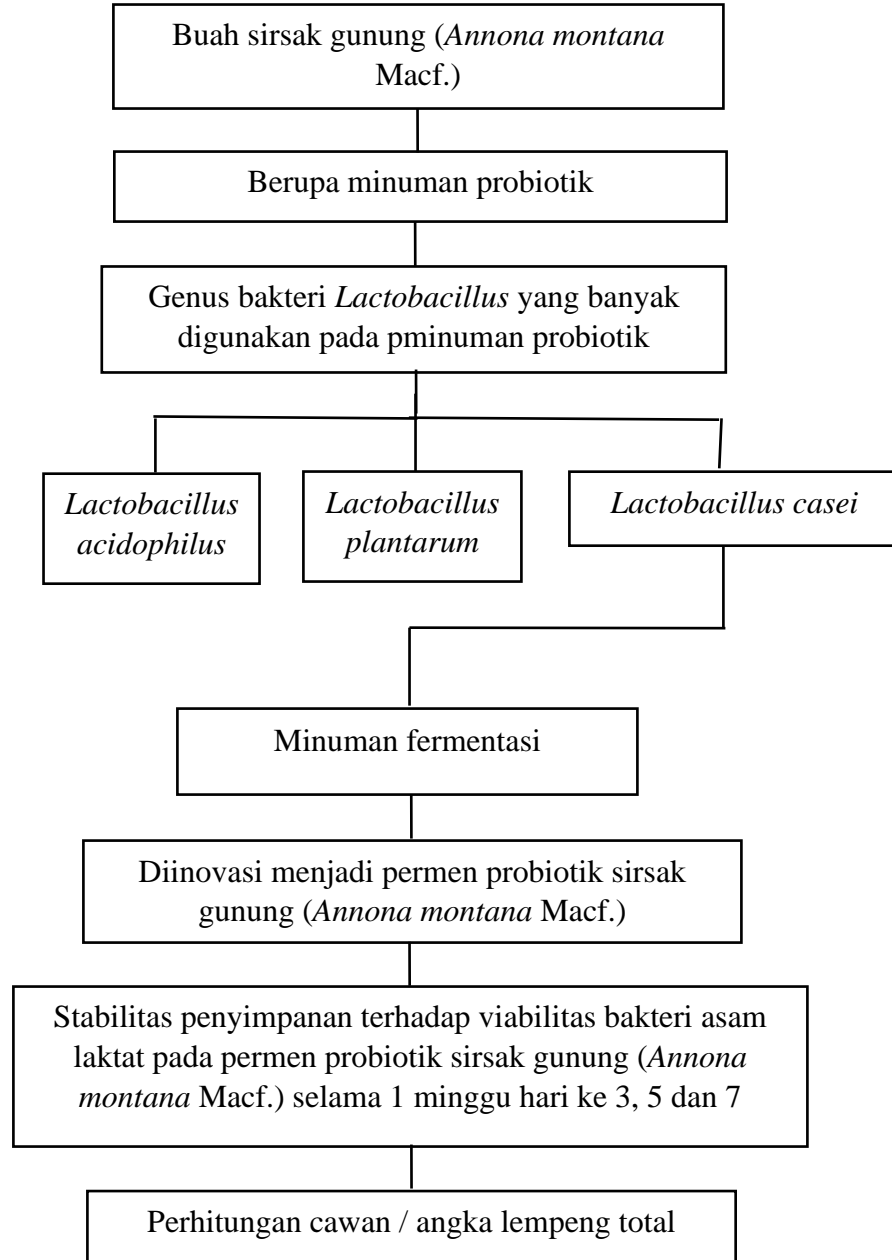 Buah sirsak gunung (Annona montana
Macf.)
Berupa minuman probiotik
Genus bakteri Lactobacillus yang banyak
digunakan pada pminuman probiotik
Lactobacillus
acidophilus
Lactobacillus
plantarum
Lactobacillus casei
Minuman fermentasi
Diinovasi menjadi permen probiotik sirsak
gunung (Annona montana Macf.)
Stabilitas penyimpanan terhadap viabilitas bakteri asam
laktat pada permen probiotik sirsak gunung (Annona
montana Macf.) selama 1 minggu hari ke 3, 5 dan 7
Perhitungan cawan / angka lempeng total